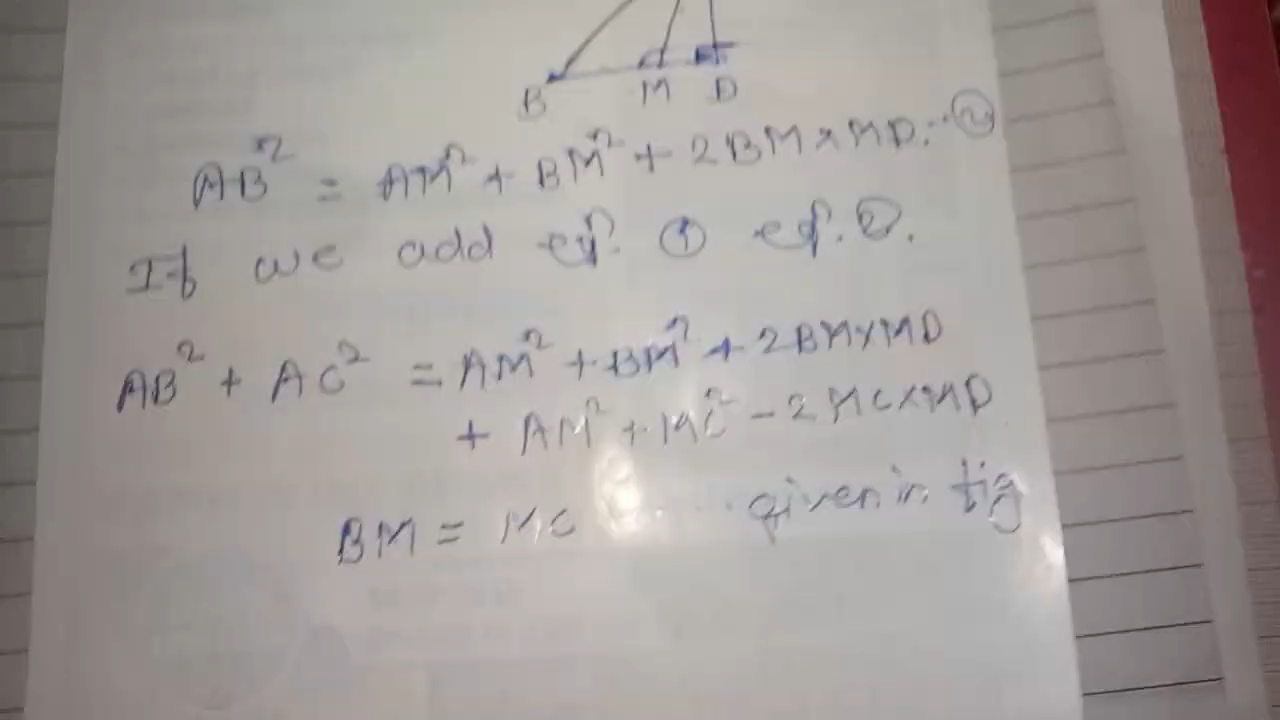 B M D
AB² = AM² + BM² + 2BM×MD. ·· ②
If we add eq. ① eq. ②.
AB² + AC² = AM² + BM² + 2BM×MD
+ AM² + MC² - 2MC×MD
BM = MC .... given in fig